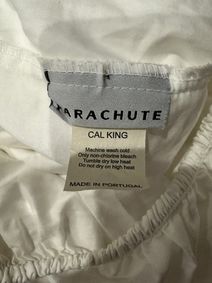 PARACHUTE
CAL KING
Machine wash cold
Only non-chlorine bleach
Tumble dry low heat
Do not dry on high heat
MADE IN PORTUGAL